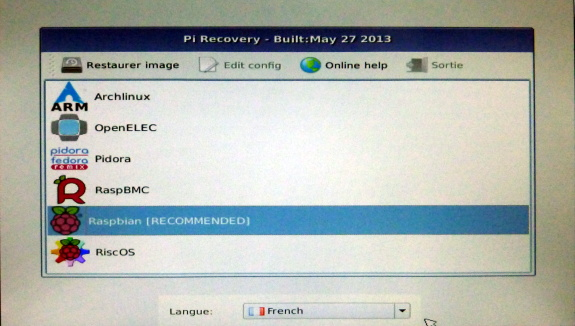 Pi Recovery - Built:May 27 2013
Restaurer image Edit config Online help Sortie
ARM Archlinux
OpenELEC
pidora
fedora
remix
Pidora
RaspBMC
Raspbian [RECOMMENDED]
RiscOS
Langue: French